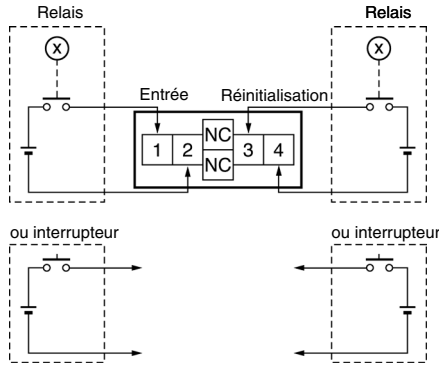 Relais Relais
X X
Entrée Réinitialisation
NC
1 2 3 4
NC
ou interrupteur ou interrupteur